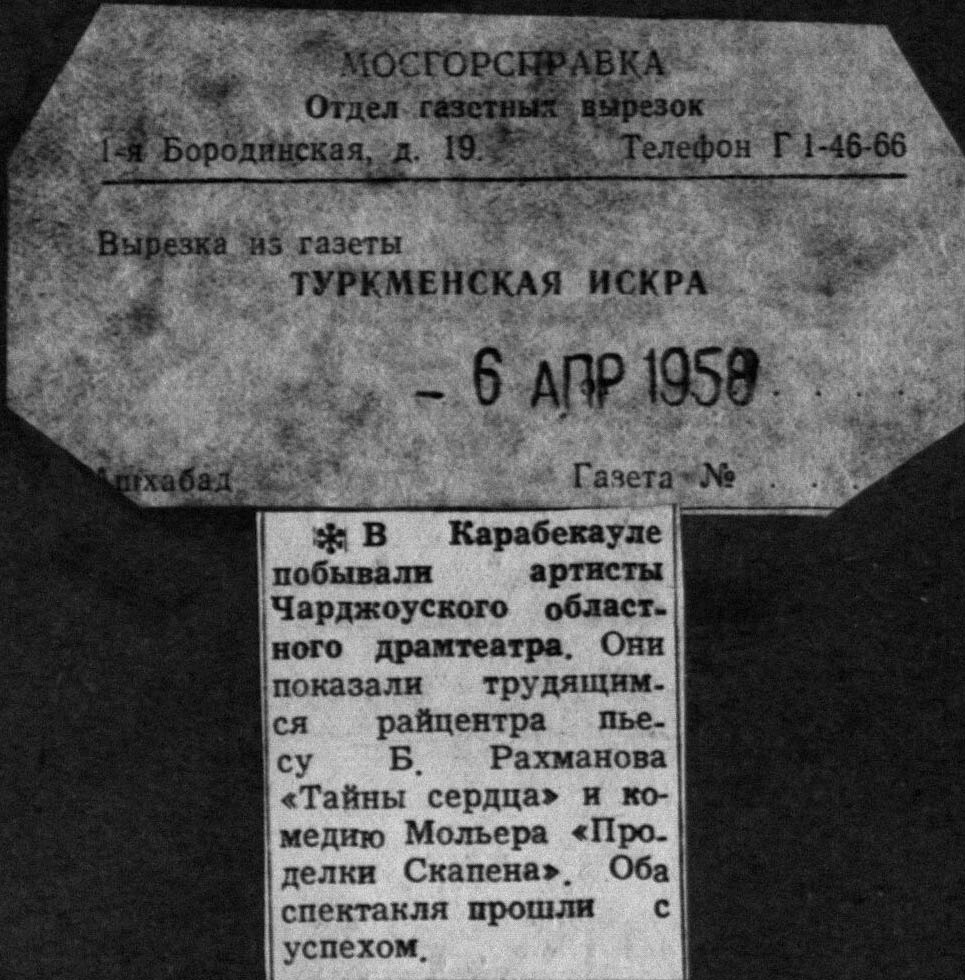 МОСГОРСПРАВКА
Отдел газетных вырезок
1-я Бородинская, д. 19. Телефон Г 1-46-66
Вырезка из газеты
ТУРКМЕНСКАЯ ИСКРА
- 6 АПР 1958 . . . .
Ашхабад Газета № . . .
✻ В Карабекауле
побывали артисты
Чарджоуского област-
ного драмтеатра. Они
показали трудящим-
ся райцентра пье-
су Б. Рахманова
«Тайны сердца» и ко-
медию Мольера «Про-
делки Скапена». Оба
спектакля прошли с
успехом.